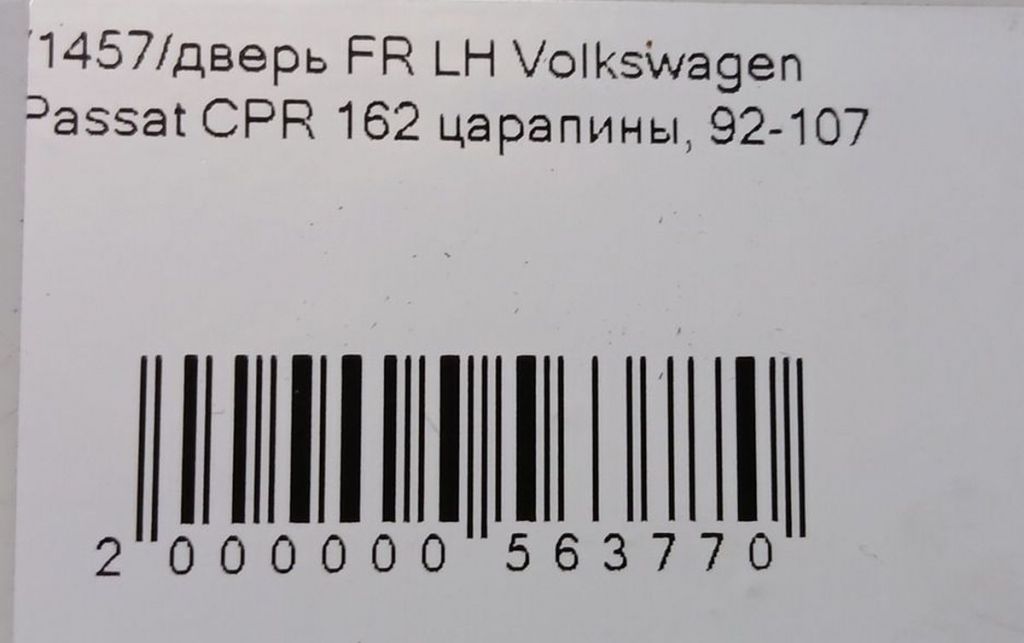 /1457/дверь FR LH Volkswagen
Passat CPR 162 царапины, 92-107
2 000000 563770